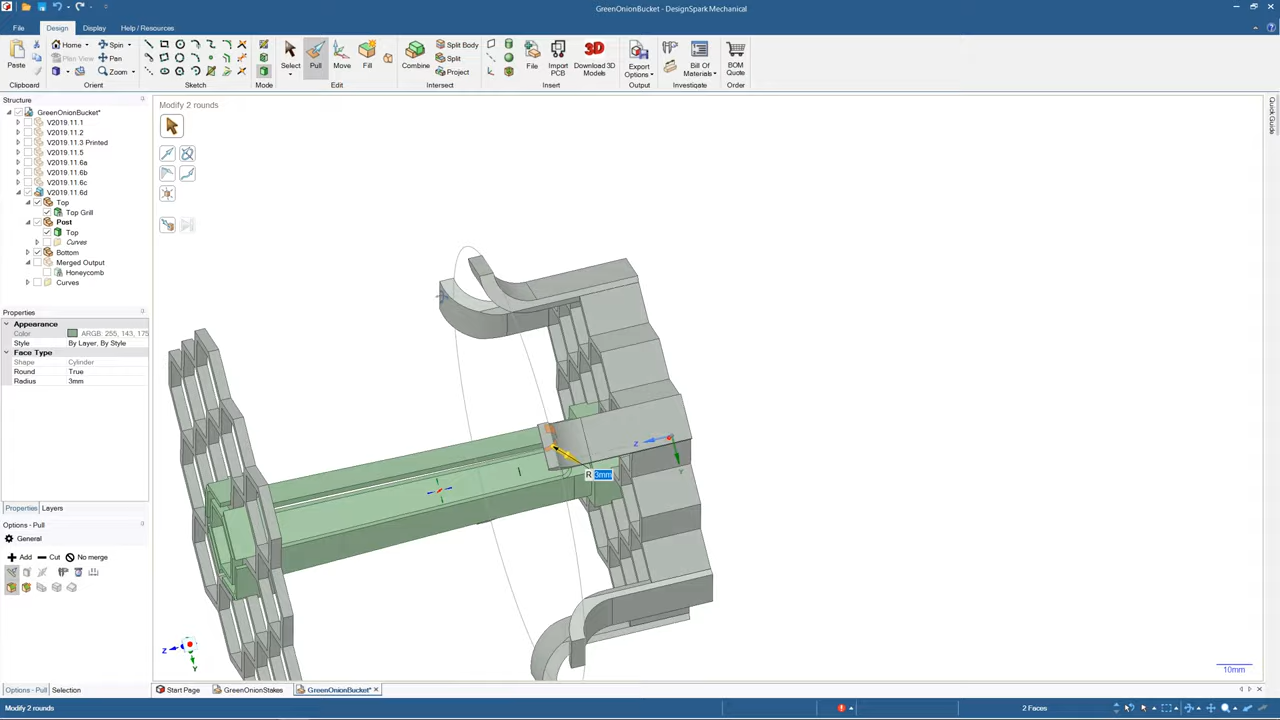 GreenOnionBucket - DesignSpark Mechanical
File
Design
Display
Help / Resources
Paste
Clipboard
Home
Spin
Plan View
Pan
Zoom
Orient
Sketch
Mode
Select
Pull
Move
Fill
Edit
Combine
Split Body
Split
Project
Intersect
File
Import PCB
3D
Download 3D Models
Insert
Export Options
Output
Bill Of Materials
Investigate
BOM Quote
Order
Structure
GreenOnionBucket*
V2019.11.1
V2019.11.2
V2019.11.3 Printed
V2019.11.5
V2019.11.6a
V2019.11.6b
V2019.11.6c
V2019.11.6d
Top
Top Grill
Post
Top
Curves
Bottom
Merged Output
Honeycomb
Curves
Properties
Appearance
Color ARGB: 255, 143, 175
Style By Layer, By Style
Face Type
Shape Cylinder
Round True
Radius 3mm
Properties Layers
Options - Pull
General
Add Cut No merge
Options - Pull Selection
Modify 2 rounds
Z
Y
R 3mm
Z
Y
10mm
Quick Guide
Start Page GreenOnionStakes GreenOnionBucket*
Modify 2 rounds
2 Faces